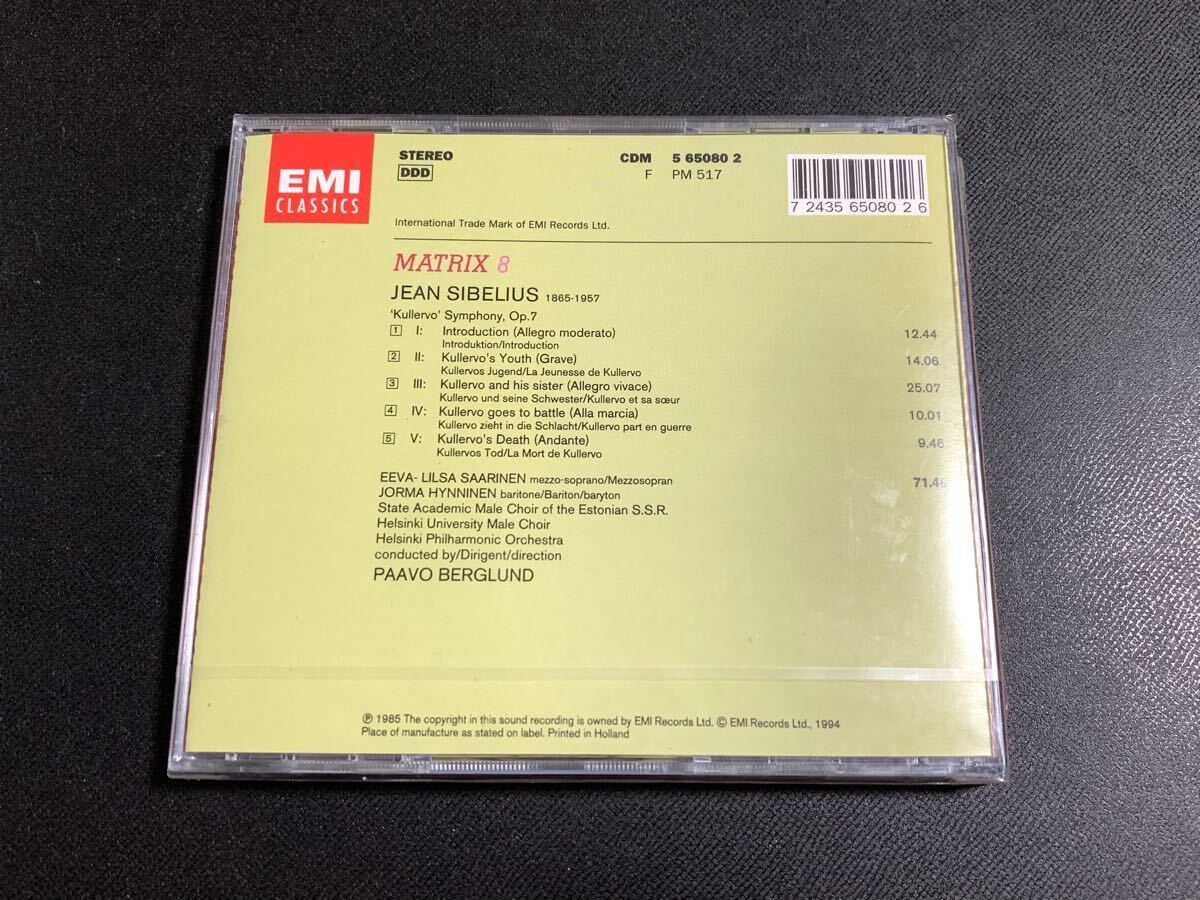 EMI
CLASSICS
STEREO
DDD
CDM 5 65080 2
F PM 517
7 24356 50802 6
International Trade Mark of EMI Records Ltd.
MATRIX 8
JEAN SIBELIUS 1865-1957
'Kullervo' Symphony, Op.7
1 I: Introduction (Allegro moderato) 12.44
Introduktion/Introduction
2 II: Kullervo's Youth (Grave) 14.06
Kullervos Jugend/La Jeunesse de Kullervo
3 III: Kullervo and his sister (Allegro vivace) 25.07
Kullervo und seine Schwester/Kullervo et sa sœur
4 IV: Kullervo goes to battle (Alla marcia) 10.01
Kullervo zieht in die Schlacht/Kullervo part en guerre
5 V: Kullervo's Death (Andante) 9.46
Kullervos Tod/La Mort de Kullervo
EEVA- LILSA SAARINEN mezzo-soprano/Mezzosopran 71.45
JORMA HYNNINEN baritone/Bariton/baryton
State Academic Male Choir of the Estonian S.S.R.
Helsinki University Male Choir
Helsinki Philharmonic Orchestra
conducted by/Dirigent/direction
PAAVO BERGLUND
℗ 1985 The copyright in this sound recording is owned by EMI Records Ltd. © EMI Records Ltd., 1994
Place of manufacture as stated on label. Printed in Holland